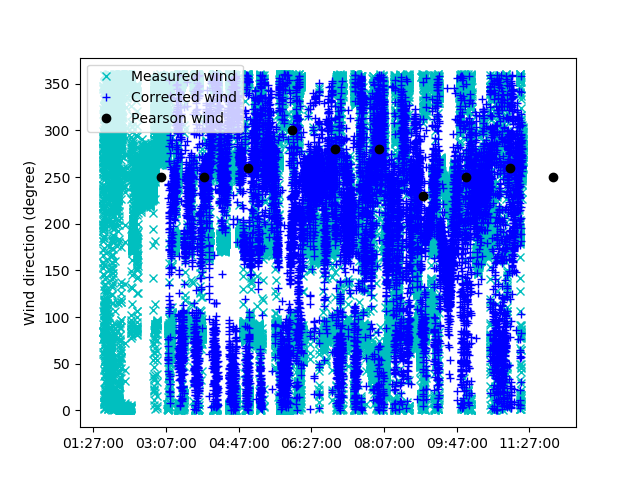 Measured wind
Corrected wind
Pearson wind
Wind direction (degree)
350
300
250
200
150
100
50
0
01:27:00 03:07:00 04:47:00 06:27:00 08:07:00 09:47:00 11:27:00